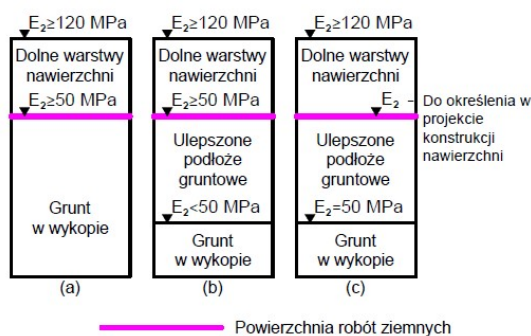 E₂≥120 MPa
Dolne warstwy
nawierzchni
E₂≥50 MPa
Grunt
w wykopie
(a)
E₂≥120 MPa
Dolne warstwy
nawierzchni
E₂≥50 MPa
Ulepszone
podłoże
gruntowe
E₂<50 MPa
Grunt
w wykopie
(b)
E₂≥120 MPa
Dolne warstwy
nawierzchni
E₂ - Do określenia w
projekcie
konstrukcji
nawierzchni
Ulepszone
podłoże
gruntowe
E₂=50 MPa
Grunt
w wykopie
(c)
Powierzchnia robót ziemnych